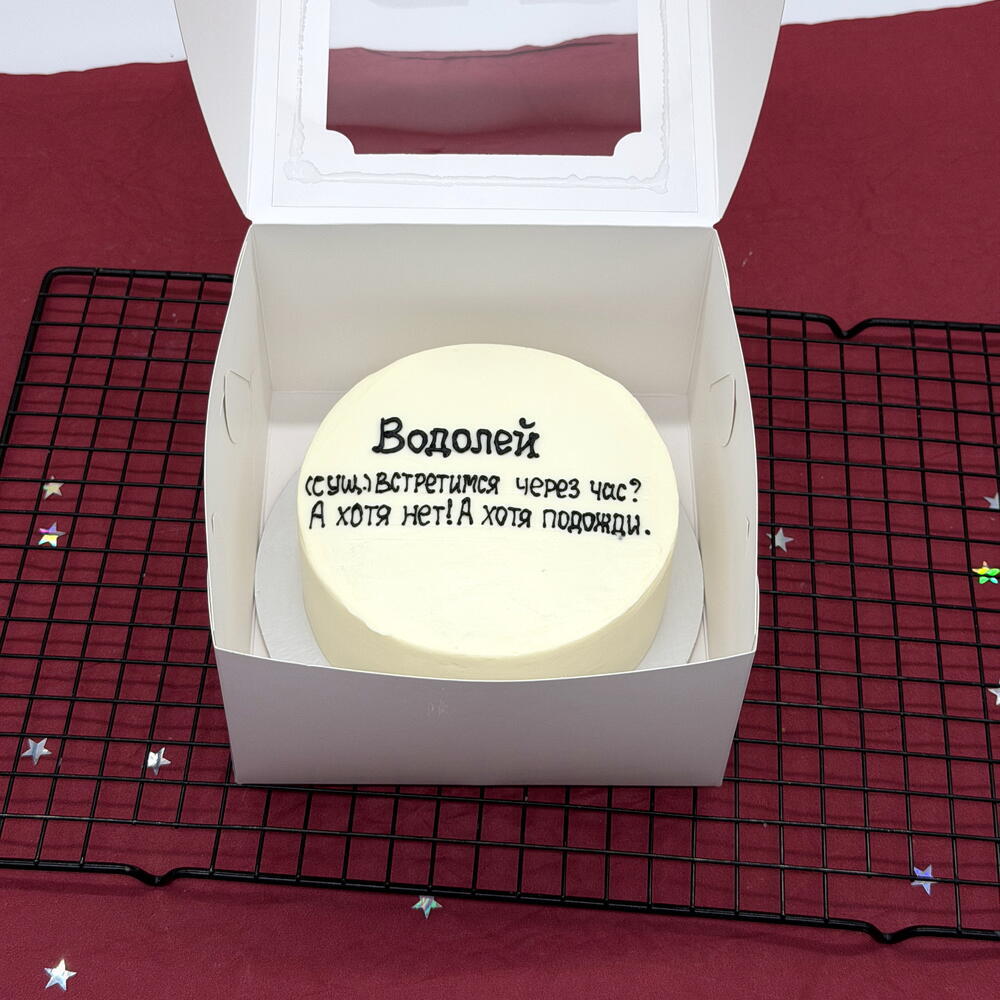 Водолей
(сущ.) встретимся через час?
А хотя нет! А хотя подожди.